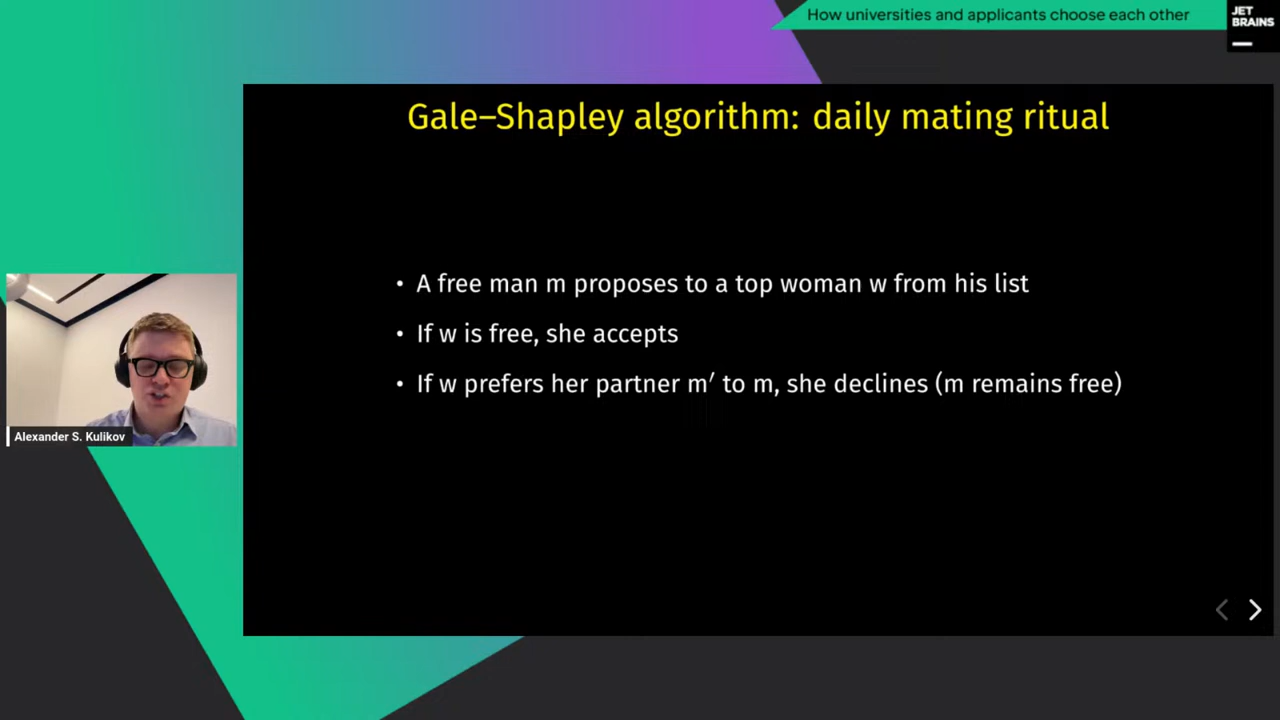 How universities and applicants choose each other
JET
BRAINS
Gale–Shapley algorithm: daily mating ritual
• A free man m proposes to a top woman w from his list
• If w is free, she accepts
• If w prefers her partner m′ to m, she declines (m remains free)
Alexander S. Kulikov